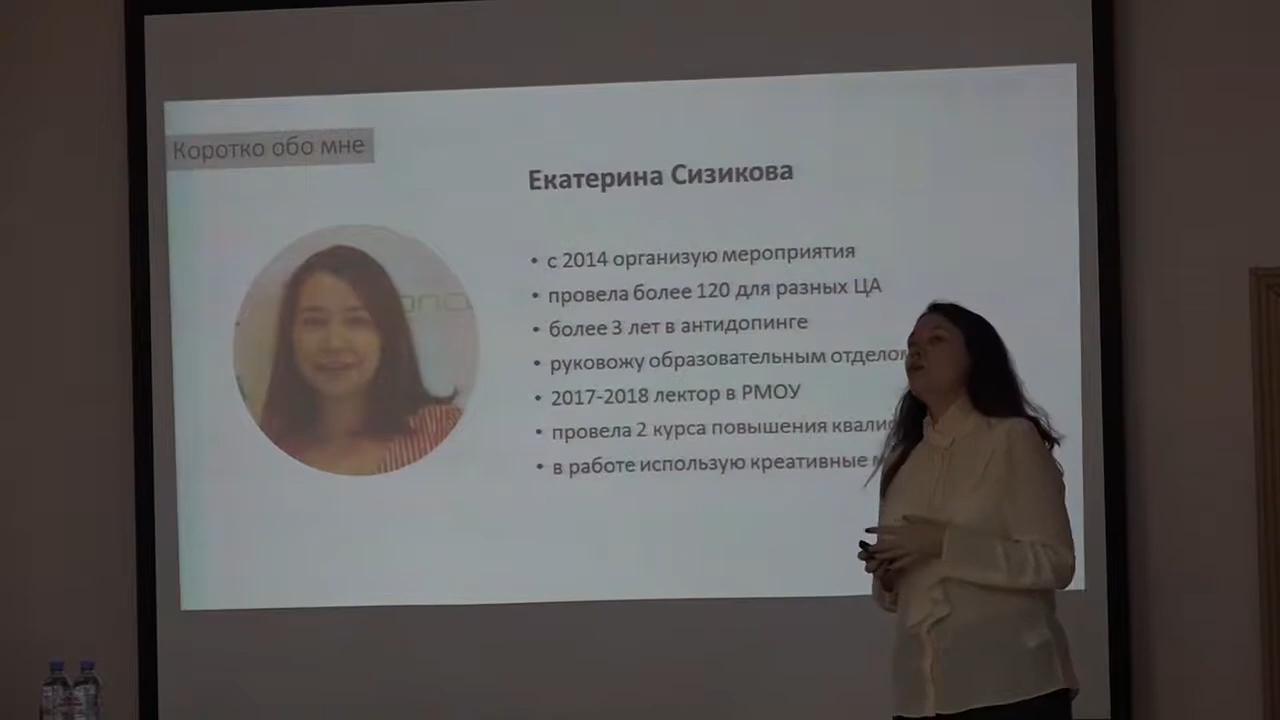 Коротко обо мне
Екатерина Сизикова
• с 2014 организую мероприятия
• провела более 120 для разных ЦА
• более 3 лет в антидопинге
• руковожу образовательным отделом
• 2017-2018 лектор в РМОУ
• провела 2 курса повышения
• в работе использую креативные